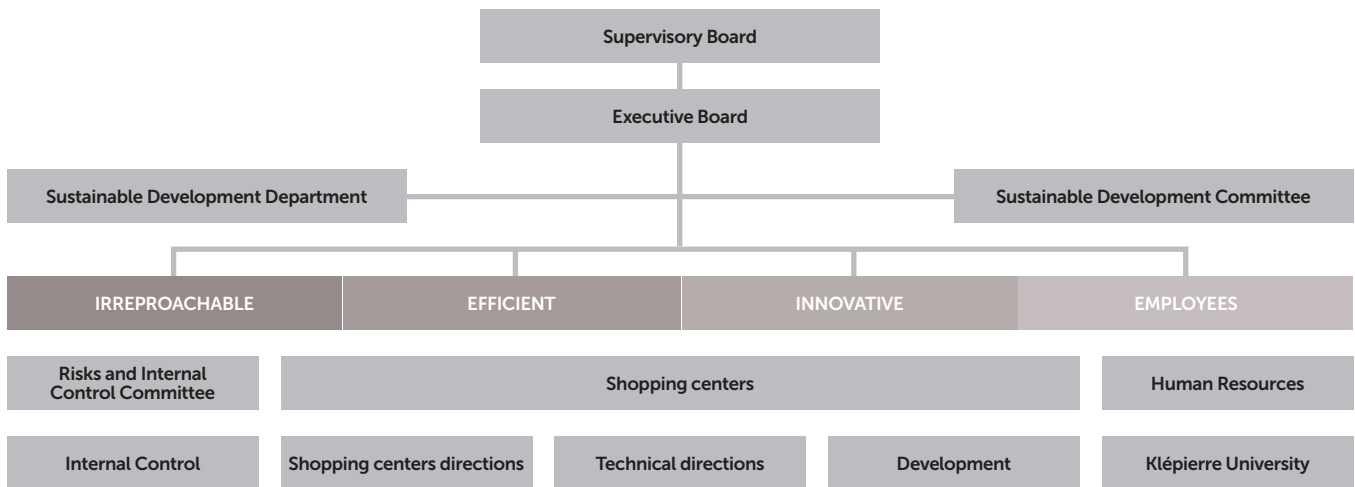 Supervisory Board
Executive Board
Sustainable Development Department
Sustainable Development Committee
IRREPROACHABLE
EFFICIENT
INNOVATIVE
EMPLOYEES
Risks and Internal
Control Committee
Shopping centers
Human Resources
Internal Control
Shopping centers directions
Technical directions
Development
Klépierre University